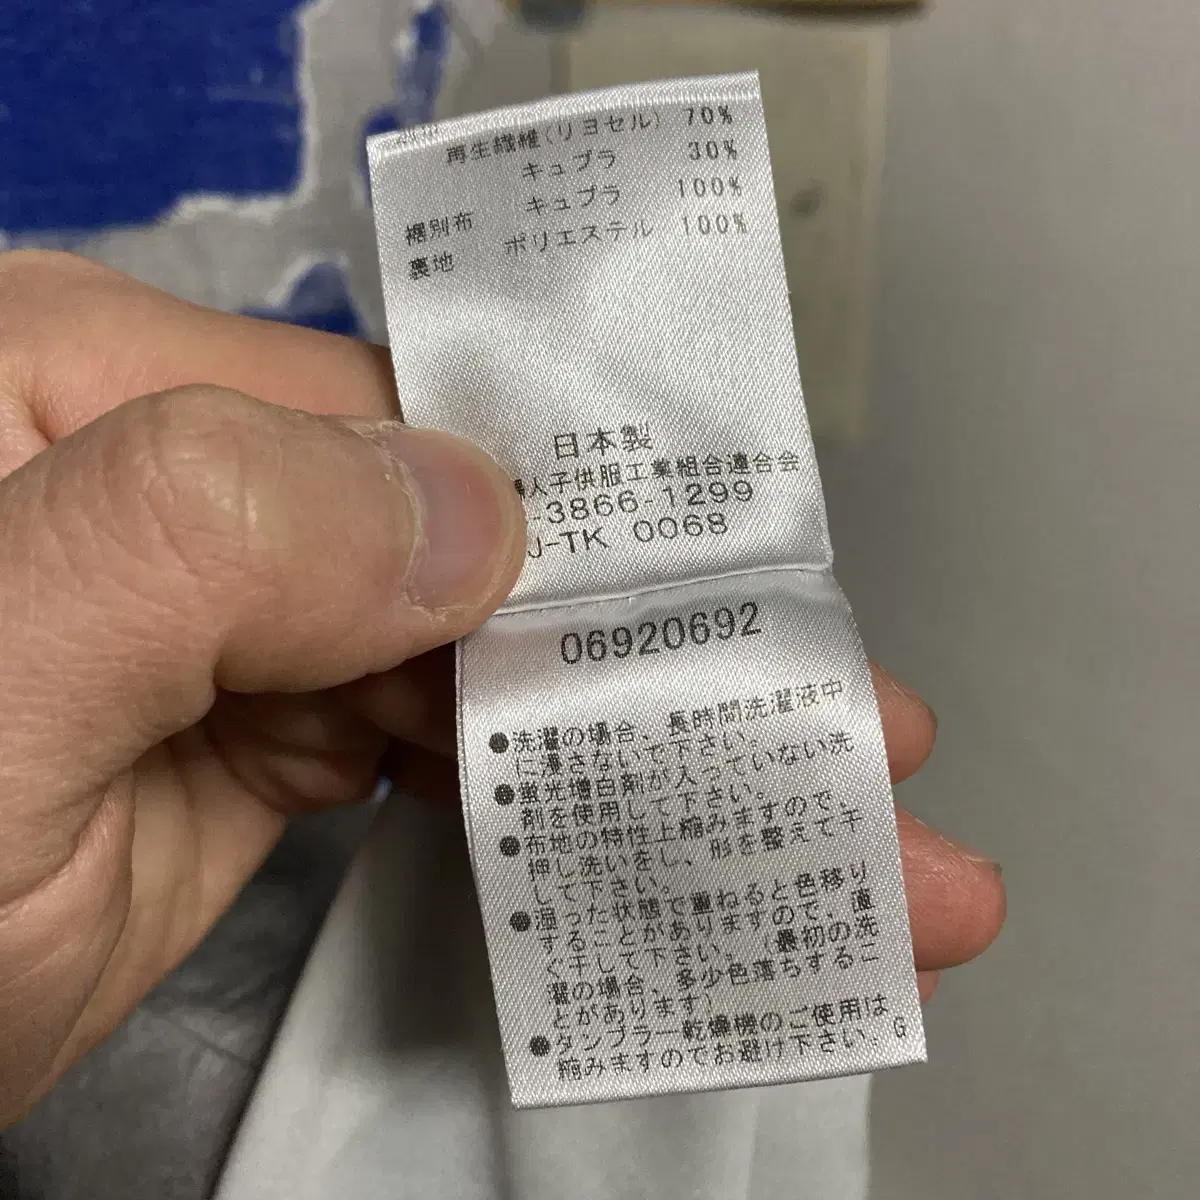 再生繊維(リヨセル) 70%
キュプラ 30%
裾別布 キュプラ 100%
裏地 ポリエステル 100%
日本製
婦人子供服工業組合連合会
-3866-1299
J-TK 0068
06920692
●洗濯の場合、長時間洗濯液中
に浸さないで下さい。
●蛍光増白剤が入っていない洗
剤を使用して下さい。
●布地の特性上縮みますので、
押し洗いをし、形を整えて干
して下さい。
●湿った状態で重ねると色移り
することがありますので、直
ぐ干して下さい。(最初の洗
濯の場合、多少色落ちするこ
とがあります)
●タンブラー乾燥機のご使用は
縮みますのでお避け下さい。G